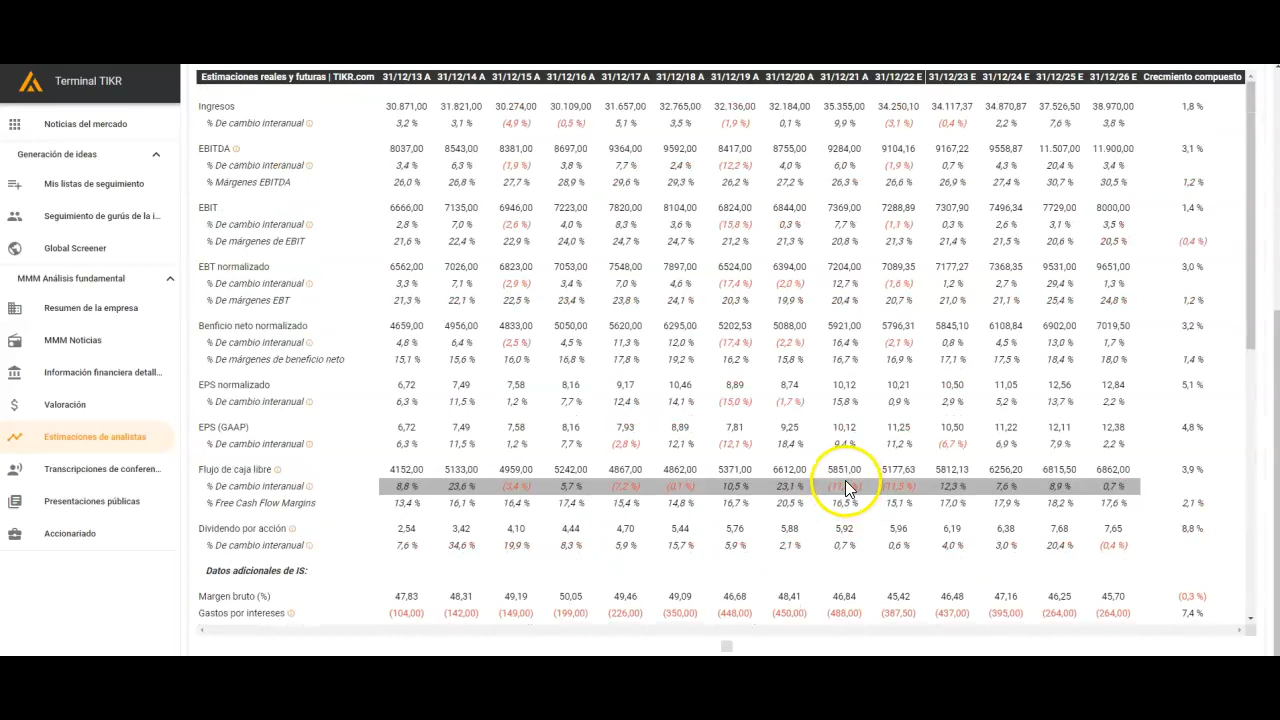 Terminal TIKR
Noticias del mercado
Generación de ideas
Mis listas de seguimiento
Seguimiento de gurús de la i...
Global Screener
MMM Análisis fundamental
Resumen de la empresa
MMM Noticias
Información financiera detall...
Valoración
Estimaciones de analistas
Transcripciones de conferen...
Presentaciones públicas
Accionariado
Estimaciones reales y futuras | TIKR.com 31/12/13 A 31/12/14 A 31/12/15 A 31/12/16 A 31/12/17 A 31/12/18 A 31/12/19 A 31/12/20 A 31/12/21 A 31/12/22 E 31/12/23 E 31/12/24 E 31/12/25 E 31/12/26 E Crecmiento compuesto
Ingresos 30.871,00 31.821,00 30.274,00 30.109,00 31.657,00 32.765,00 32.136,00 32.184,00 35.355,00 34.250,10 34.117,37 34.870,87 37.526,50 38.970,00 1,8 %
% De cambio interanual 3,2 % 3,1 % (4,9 %) (0,5 %) 5,1 % 3,5 % (1,9 %) 0,1 % 9,9 % (3,1 %) (0,4 %) 2,2 % 7,6 % 3,8 %
EBITDA 8037,00 8543,00 8381,00 8697,00 9364,00 9592,00 8417,00 8755,00 9284,00 9104,16 9167,22 9558,87 11.507,00 11.900,00 3,1 %
% De cambio interanual 3,4 % 6,3 % (1,9 %) 3,8 % 7,7 % 2,4 % (12,2 %) 4,0 % 6,0 % (1,9 %) 0,7 % 4,3 % 20,4 % 3,4 %
% Márgenes EBITDA 26,0 % 26,8 % 27,7 % 28,9 % 29,6 % 29,3 % 26,2 % 27,2 % 26,3 % 26,6 % 26,9 % 27,4 % 30,7 % 30,5 % 1,2 %
EBIT 6666,00 7135,00 6946,00 7223,00 7820,00 8104,00 6824,00 6844,00 7369,00 7288,89 7307,90 7496,34 7729,00 8000,00 1,4 %
% De cambio interanual 2,8 % 7,0 % (2,6 %) 4,0 % 8,3 % 3,6 % (15,8 %) 0,3 % 7,7 % (1,1 %) 0,3 % 2,6 % 3,1 % 3,5 %
% De márgenes de EBIT 21,6 % 22,4 % 22,9 % 24,0 % 24,7 % 24,7 % 21,2 % 21,3 % 20,8 % 21,3 % 21,4 % 21,5 % 20,6 % 20,5 % (0,4 %)
EBT normalizado 6562,00 7026,00 6823,00 7053,00 7548,00 7897,00 6524,00 6394,00 7204,00 7089,35 7177,27 7368,35 9531,00 9651,00 3,0 %
% De cambio interanual 3,3 % 7,1 % (2,9 %) 3,4 % 7,0 % 4,6 % (17,4 %) (2,0 %) 12,7 % (1,6 %) 1,2 % 2,7 % 29,4 % 1,3 %
% De márgenes EBT 21,3 % 22,1 % 22,5 % 23,4 % 23,8 % 24,1 % 20,3 % 19,9 % 20,4 % 20,7 % 21,0 % 21,1 % 25,4 % 24,8 % 1,2 %
Benficio neto normalizado 4659,00 4956,00 4833,00 5050,00 5620,00 6295,00 5202,53 5088,00 5921,00 5796,31 5845,10 6108,84 6902,00 7019,50 3,2 %
% De cambio interanual 4,8 % 6,4 % (2,5 %) 4,5 % 11,3 % 12,0 % (17,4 %) (2,2 %) 16,4 % (2,1 %) 0,8 % 4,5 % 13,0 % 1,7 %
% De márgenes de beneficio neto 15,1 % 15,6 % 16,0 % 16,8 % 17,8 % 19,2 % 16,2 % 15,8 % 16,7 % 16,9 % 17,1 % 17,5 % 18,4 % 18,0 % 1,4 %
EPS normalizado 6,72 7,49 7,58 8,16 9,17 10,46 8,89 8,74 10,12 10,21 10,50 11,05 12,56 12,84 5,1 %
% De cambio interanual 6,3 % 11,5 % 1,2 % 7,7 % 12,4 % 14,1 % (15,0 %) (1,7 %) 15,8 % 0,9 % 2,9 % 5,2 % 13,7 % 2,2 %
EPS (GAAP) 6,72 7,49 7,58 8,16 7,93 8,89 7,81 9,25 10,12 11,25 10,50 11,22 12,11 12,38 4,8 %
% De cambio interanual 6,3 % 11,5 % 1,2 % 7,7 % (2,8 %) 12,1 % (12,1 %) 18,4 % 9,4 % 11,2 % (6,7 %) 6,9 % 7,9 % 2,2 %
Flujo de caja libre 4152,00 5133,00 4959,00 5242,00 4867,00 4862,00 5371,00 6612,00 5851,00 5177,63 5812,13 6256,20 6815,50 6862,00 3,9 %
% De cambio interanual 8,8 % 23,6 % (3,4 %) 5,7 % (7,2 %) (0,1 %) 10,5 % 23,1 % (11,5 %) 12,3 % 7,6 % 8,9 % 0,7 %
% Free Cash Flow Margins 13,4 % 16,1 % 16,4 % 17,4 % 15,4 % 14,8 % 16,7 % 20,5 % 16,5 % 15,1 % 17,0 % 17,9 % 18,2 % 17,6 % 2,1 %
Dividendo por acción 2,54 3,42 4,10 4,44 4,70 5,44 5,76 5,88 5,92 5,96 6,19 6,38 7,68 7,65 8,8 %
% De cambio interanual 7,6 % 34,6 % 19,9 % 8,3 % 5,9 % 15,7 % 5,9 % 2,1 % 0,7 % 0,6 % 4,0 % 3,0 % 20,4 % (0,4 %)
Datos adicionales de IS:
Margen bruto (%) 47,83 48,31 49,19 50,05 49,46 49,09 46,68 48,41 46,84 45,42 46,48 47,16 46,25 45,70 (0,3 %)
Gastos por intereses (104,00) (142,00) (149,00) (199,00) (226,00) (350,00) (448,00) (450,00) (488,00) (387,50) (437,00) (395,00) (264,00) (264,00) 7,4 %